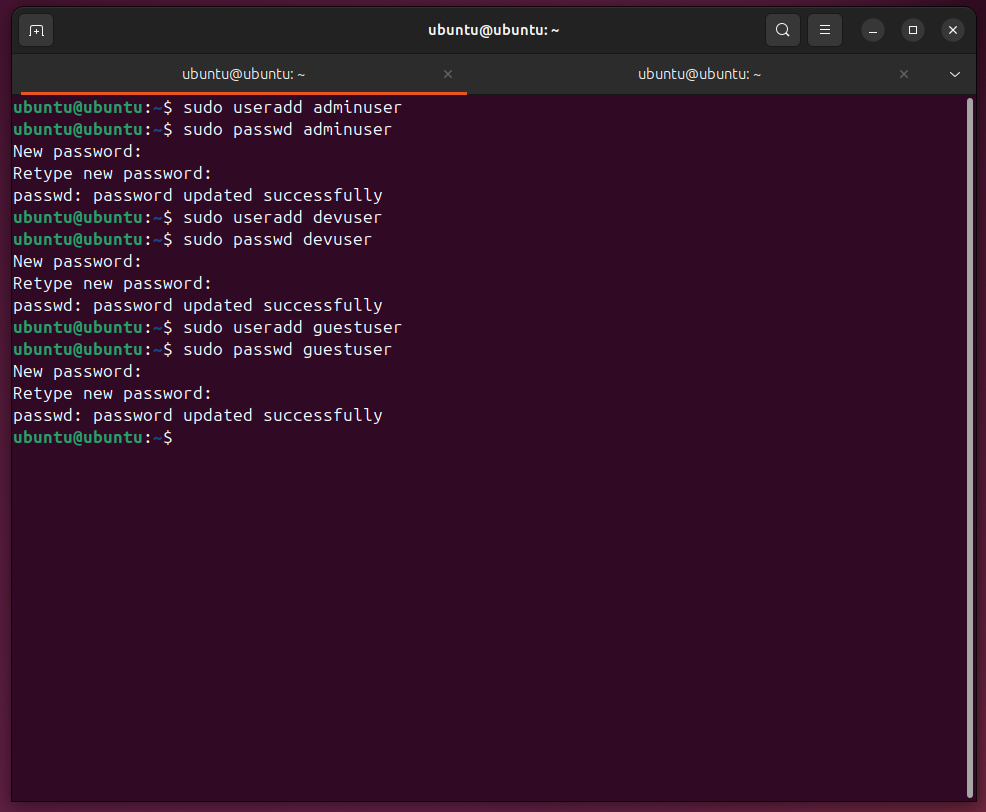 ubuntu@ubuntu: ~
ubuntu@ubuntu: ~
ubuntu@ubuntu: ~
ubuntu@ubuntu:~$ sudo useradd adminuser
ubuntu@ubuntu:~$ sudo passwd adminuser
New password:
Retype new password:
passwd: password updated successfully
ubuntu@ubuntu:~$ sudo useradd devuser
ubuntu@ubuntu:~$ sudo passwd devuser
New password:
Retype new password:
passwd: password updated successfully
ubuntu@ubuntu:~$ sudo useradd guestuser
ubuntu@ubuntu:~$ sudo passwd guestuser
New password:
Retype new password:
passwd: password updated successfully
ubuntu@ubuntu:~$